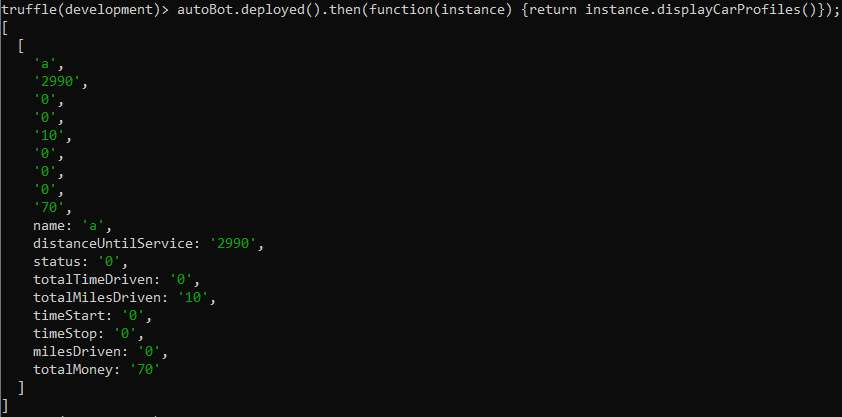 truffle(development)> autoBot.deployed().then(function(instance) {return instance.displayCarProfiles()});
[
  [
    'a',
    '2990',
    '0',
    '0',
    '10',
    '0',
    '0',
    '0',
    '70',
    name: 'a',
    distanceUntilService: '2990',
    status: '0',
    totalTimeDriven: '0',
    totalMilesDriven: '10',
    timeStart: '0',
    timeStop: '0',
    milesDriven: '0',
    totalMoney: '70'
  ]
]